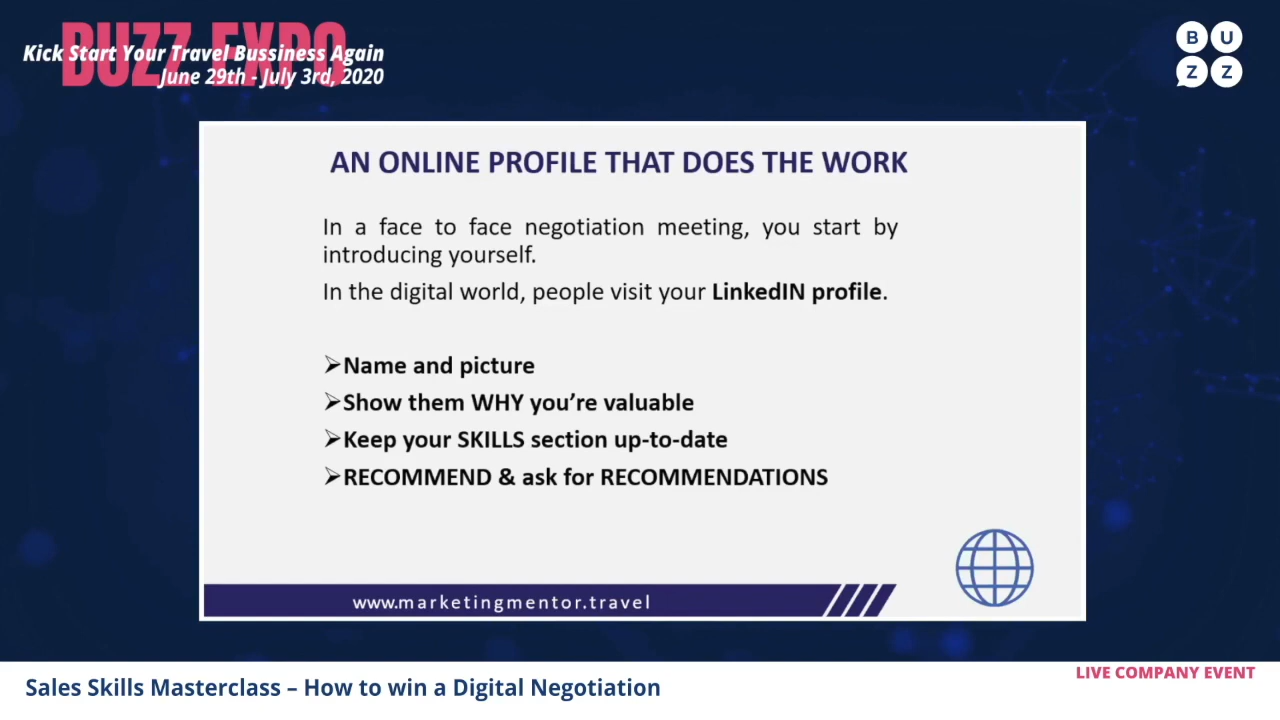 BUZZ EXPO
Kick Start Your Travel Bussiness Again
June 29th - July 3rd, 2020
B U
Z Z
AN ONLINE PROFILE THAT DOES THE WORK
In a face to face negotiation meeting, you start by
introducing yourself.
In the digital world, people visit your LinkedIN profile.
➢Name and picture
➢Show them WHY you’re valuable
➢Keep your SKILLS section up-to-date
➢RECOMMEND & ask for RECOMMENDATIONS
www.marketingmentor.travel
LIVE COMPANY EVENT
Sales Skills Masterclass – How to win a Digital Negotiation